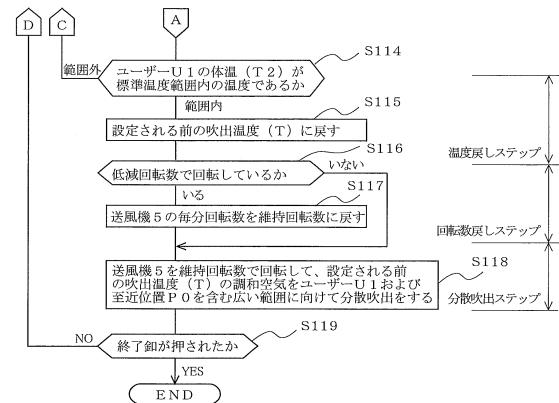 D
C
A
S114
範囲外
ユーザーU1の体温（T2）が
標準温度範囲内の温度であるか
範囲内
S115
設定される前の吹出温度（T）に戻す
温度戻しステップ
S116
低減回転数で回転しているか
いない
いる
S117
送風機5の毎分回転数を維持回転数に戻す
回転数戻しステップ
送風機5を維持回転数で回転して、設定される前
の吹出温度（T）の調和空気をユーザーU1および
至近位置P0を含む広い範囲に向けて分散吹出をする
S118
分散吹出ステップ
S119
NO
終了釦が押されたか
YES
END